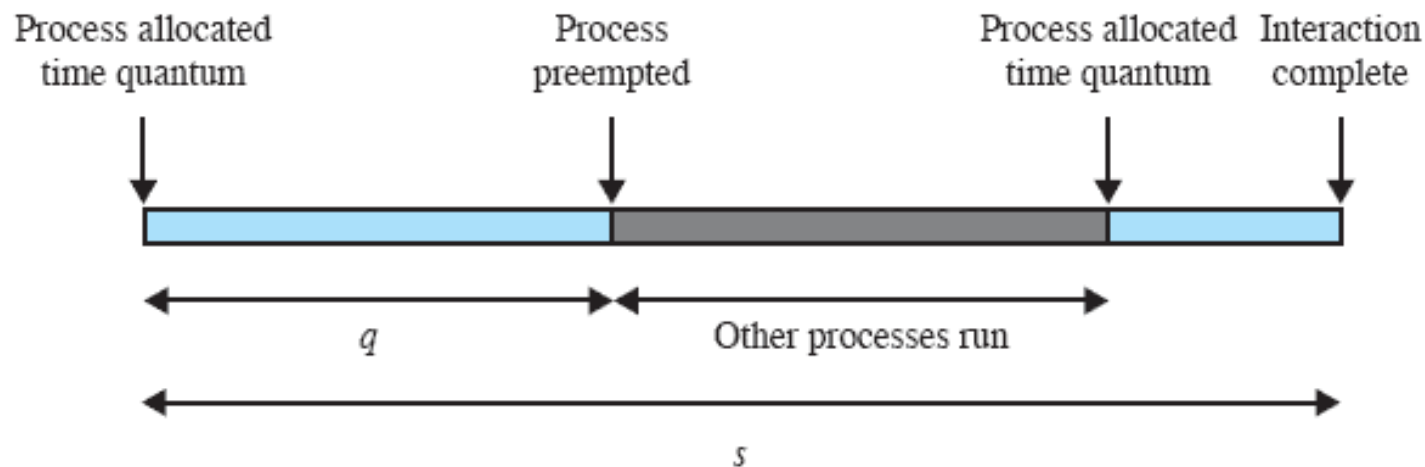 Process allocated
time quantum
Process
preempted
Process allocated
time quantum
Interaction
complete
q
Other processes run
s